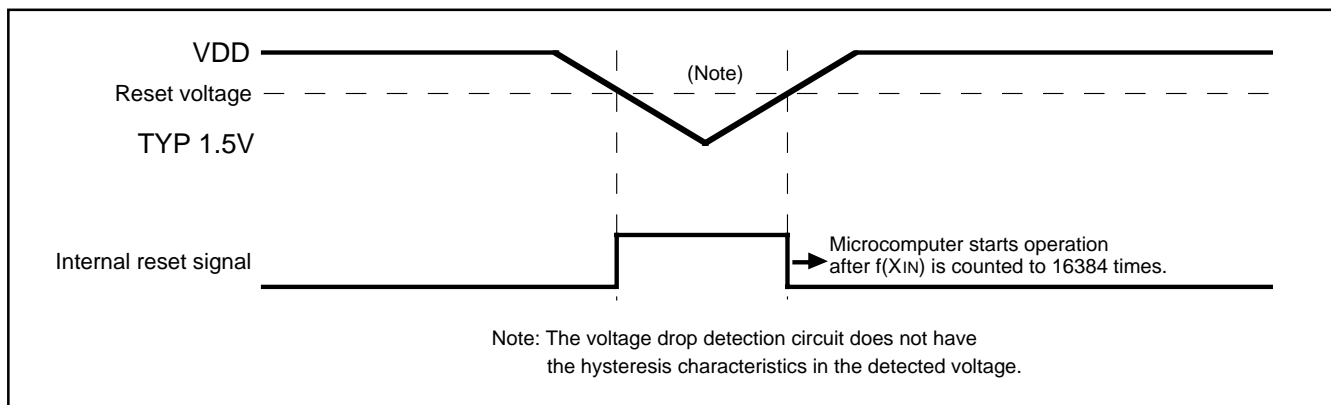 VDD
(Note)
Reset voltage
TYP 1.5V
Internal reset signal
Microcomputer starts operation
after f(XIN) is counted to 16384 times.
Note: The voltage drop detection circuit does not have
the hysteresis characteristics in the detected voltage.